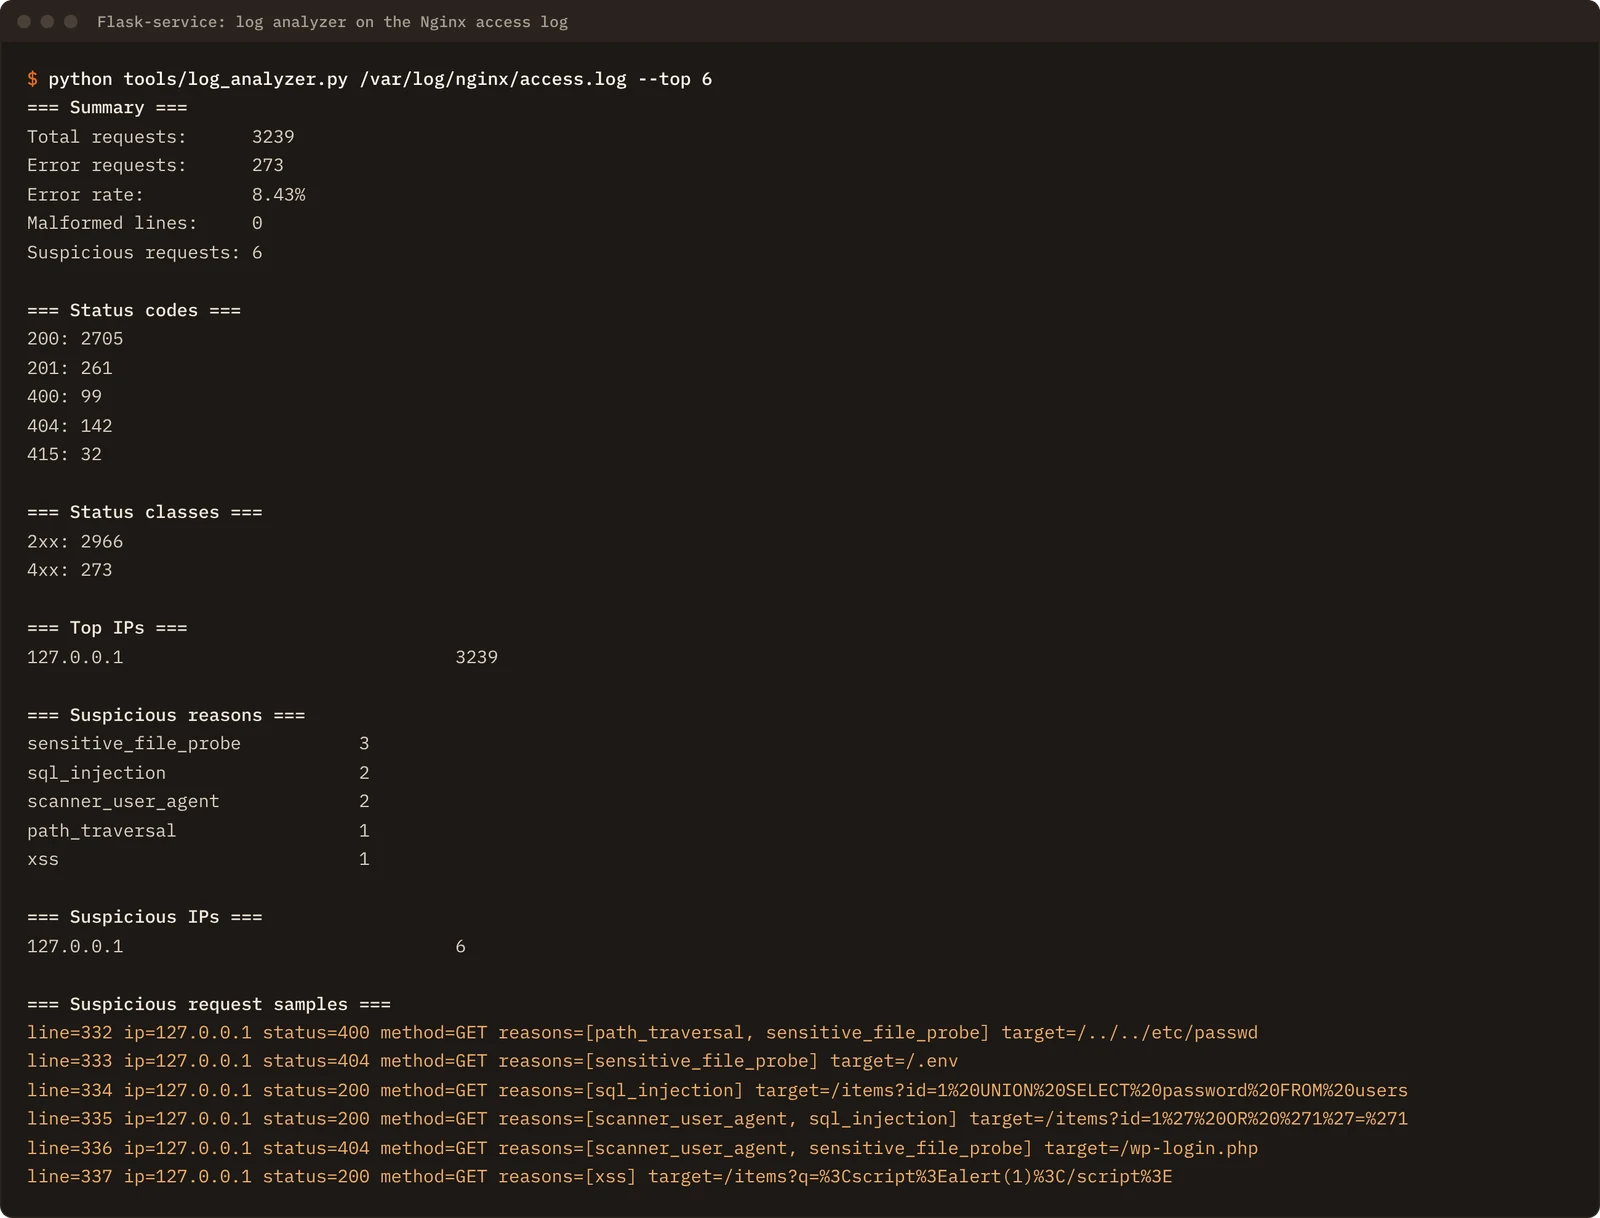 Flask-service: log analyzer on the Nginx access log
$ python tools/log_analyzer.py /var/log/nginx/access.log --top 6
=== Summary ===
Total requests:      3239
Error requests:      273
Error rate:          8.43%
Malformed lines:     0
Suspicious requests: 6
=== Status codes ===
200: 2705
201: 261
400: 99
404: 142
415: 32
=== Status classes ===
2xx: 2966
4xx: 273
=== Top IPs ===
127.0.0.1                               3239
=== Suspicious reasons ===
sensitive_file_probe           3
sql_injection                  2
scanner_user_agent             2
path_traversal                 1
xss                            1
=== Suspicious IPs ===
127.0.0.1                               6
=== Suspicious request samples ===
line=332 ip=127.0.0.1 status=400 method=GET reasons=[path_traversal, sensitive_file_probe] target=/../../etc/passwd
line=333 ip=127.0.0.1 status=404 method=GET reasons=[sensitive_file_probe] target=/.env
line=334 ip=127.0.0.1 status=200 method=GET reasons=[sql_injection] target=/items?id=1%20UNION%20SELECT%20password%20FROM%20users
line=335 ip=127.0.0.1 status=200 method=GET reasons=[scanner_user_agent, sql_injection] target=/items?id=1%27%20OR%20%271%27=%271
line=336 ip=127.0.0.1 status=404 method=GET reasons=[scanner_user_agent, sensitive_file_probe] target=/wp-login.php
line=337 ip=127.0.0.1 status=200 method=GET reasons=[xss] target=/items?q=%3Cscript%3Ealert(1)%3C/script%3E